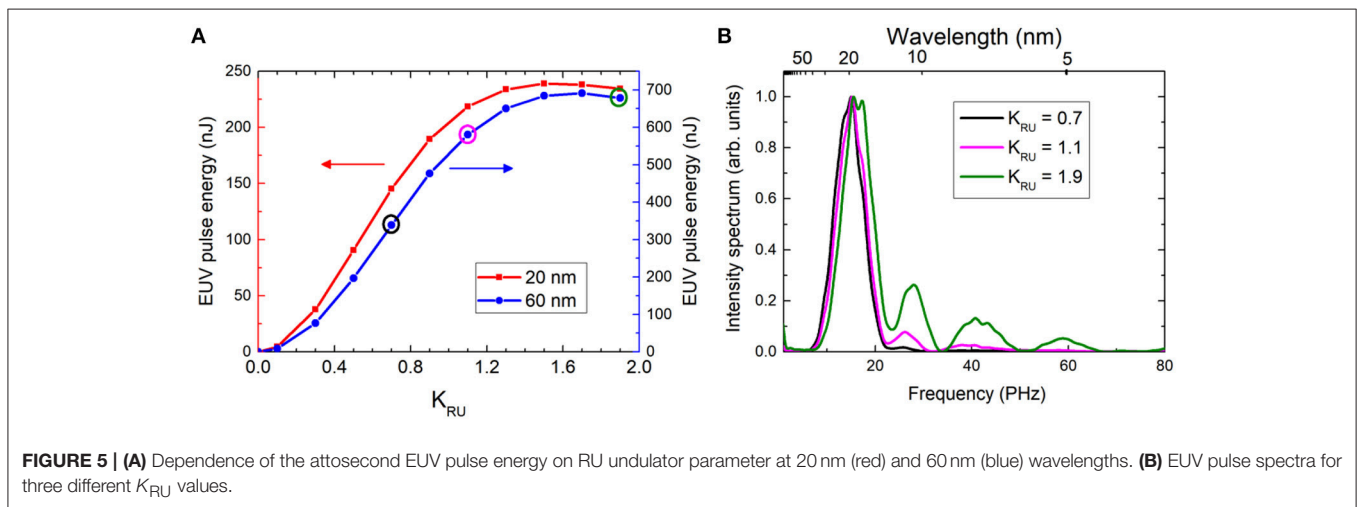 A
EUV pulse energy (nJ)
250
200
150
100
50
0
0.0 0.4 0.8 1.2 1.6 2.0
K_RU
700
600
500
400
300
200
100
0
EUV pulse energy (nJ)
20 nm
60 nm
B
Wavelength (nm)
50 20 10 5
Intensity spectrum (arb. units)
1.0
0.8
0.6
0.4
0.2
0.0
20 40 60 80
Frequency (PHz)
K_RU = 0.7
K_RU = 1.1
K_RU = 1.9
FIGURE 5 | (A) Dependence of the attosecond EUV pulse energy on RU undulator parameter at 20 nm (red) and 60 nm (blue) wavelengths. (B) EUV pulse spectra for
three different K_RU values.